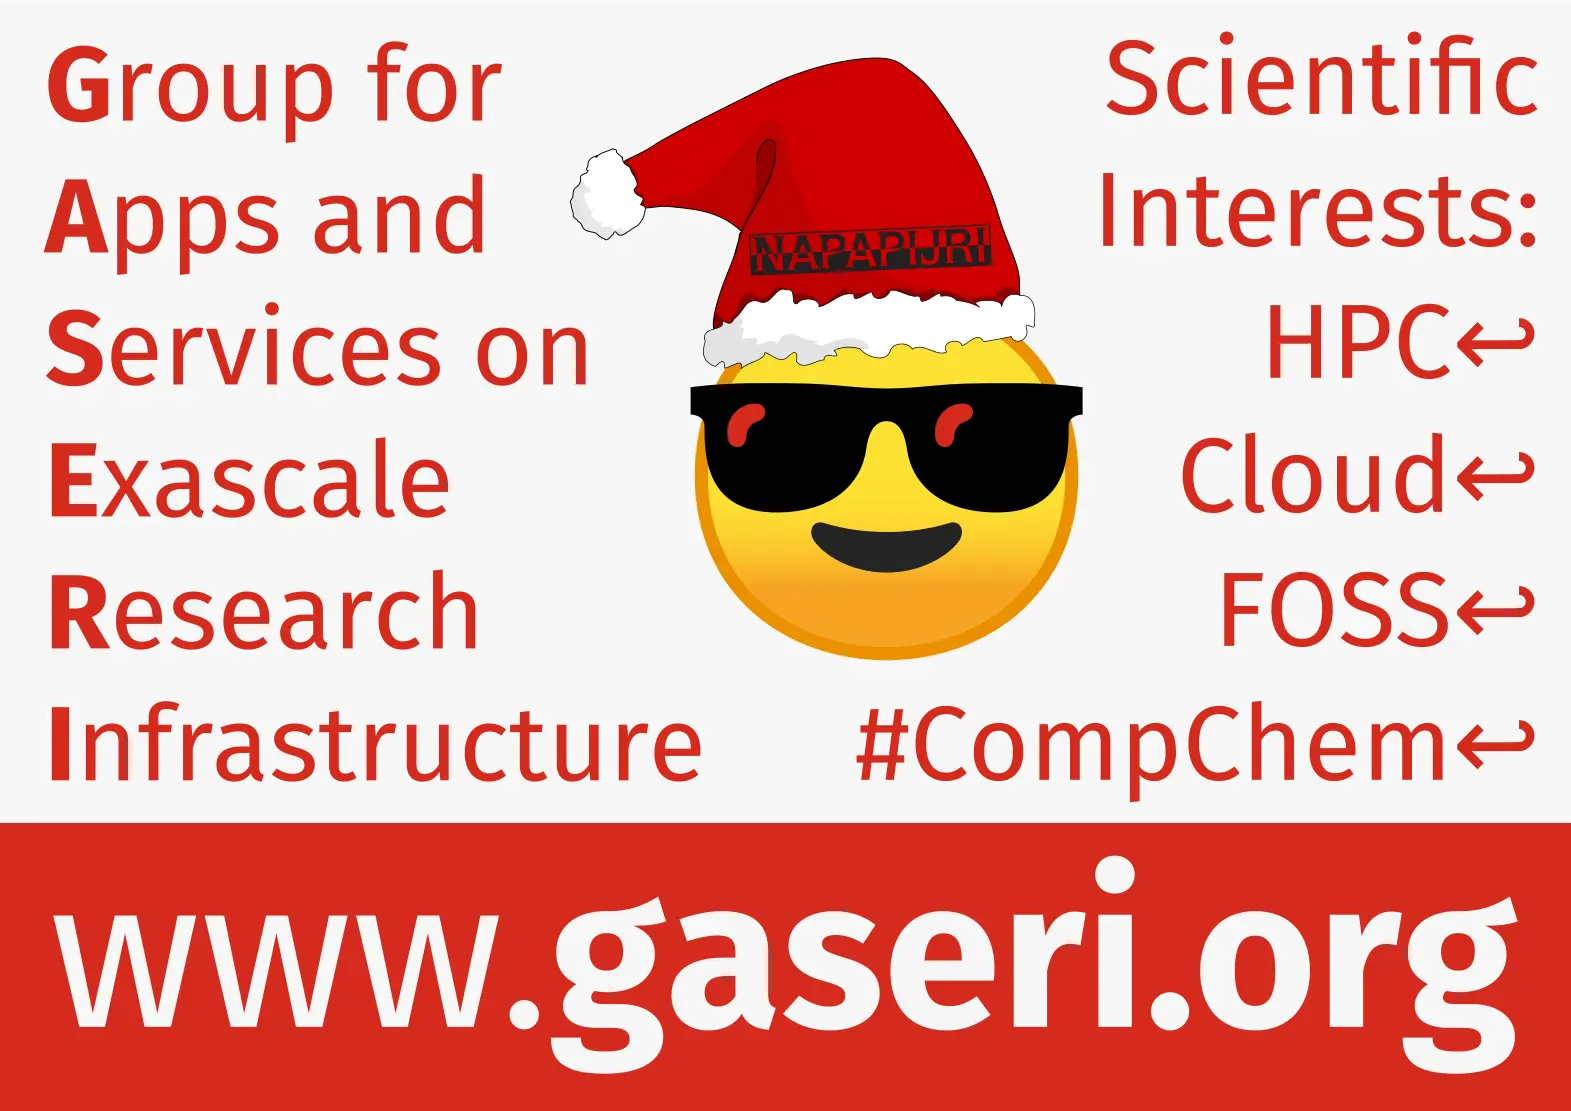 Group for
Apps and
Services on
Exascale
Research
Infrastructure
NAPAPIJRI
Scientific
Interests:
HPC↩
Cloud↩
FOSS↩
#CompChem↩
www.gaseri.org